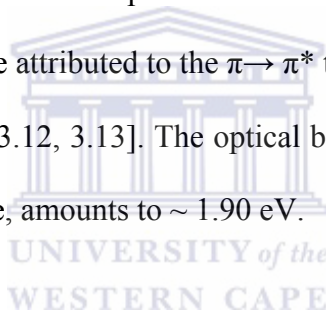 e attributed to the π→ π*
3.12, 3.13]. The optical b
e, amounts to ~ 1.90 eV.
UNIVERSITY of the
WESTERN CAPE